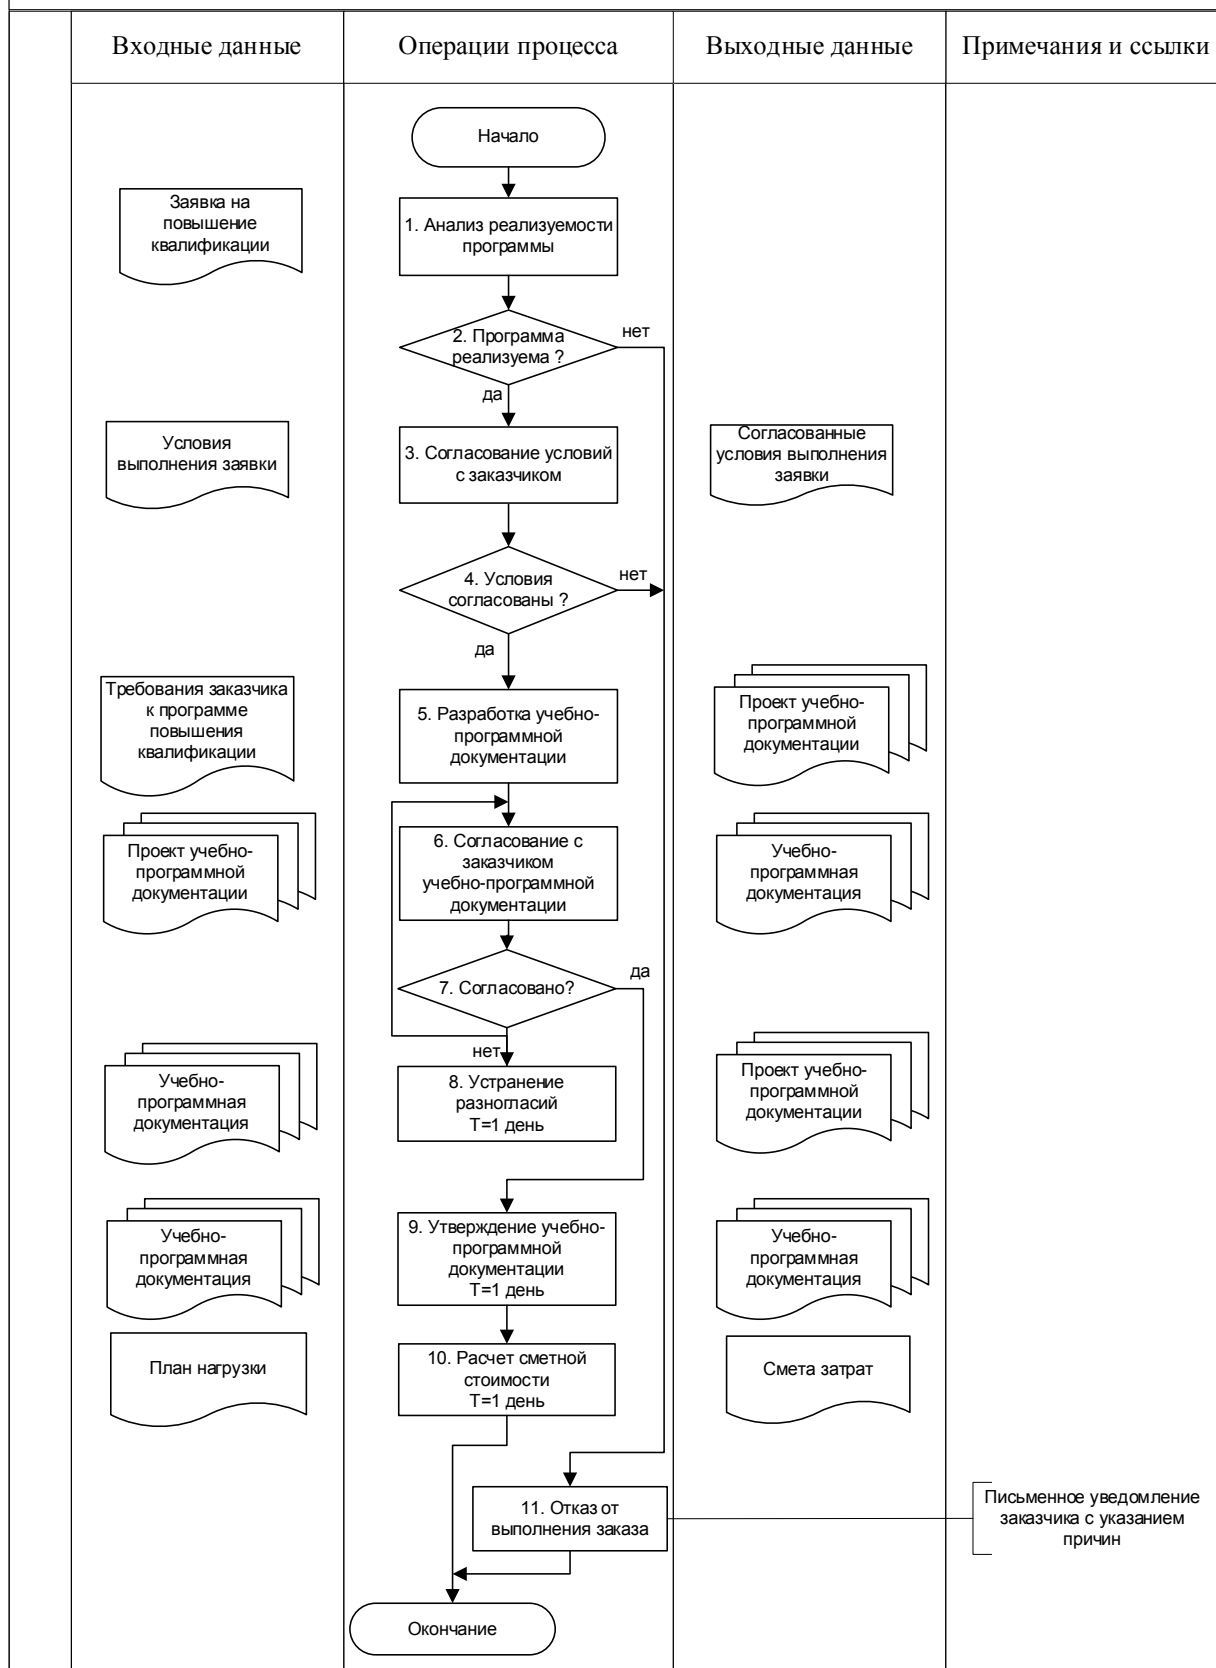 Входные данные
Операции процесса
Выходные данные
Примечания и ссылки
Начало
Заявка на
повышение
квалификации
1. Анализ реализуемости
программы
2. Программа
реализуема ?
нет
да
Условия
выполнения заявки
3. Согласование условий
с заказчиком
Согласованные
условия выполнения
заявки
4. Условия
согласованы ?
нет
да
Требования заказчика
к программе
повышения
квалификации
5. Разработка учебно-
программной
документации
Проект учебно-
программной
документации
Проект учебно-
программной
документации
6. Согласование с
заказчиком
учебно-программной
документации
Учебно-
программная
документация
7. Согласовано?
да
нет
Учебно-
программная
документация
8. Устранение
разногласий
Т=1 день
Проект учебно-
программной
документации
Учебно-
программная
документация
9. Утверждение учебно-
программной
документации
Т=1 день
Учебно-
программная
документация
План нагрузки
10. Расчет сметной
стоимости
Т=1 день
Смета затрат
11. Отказ от
выполнения заказа
Письменное уведомление
заказчика с указанием
причин
Окончание